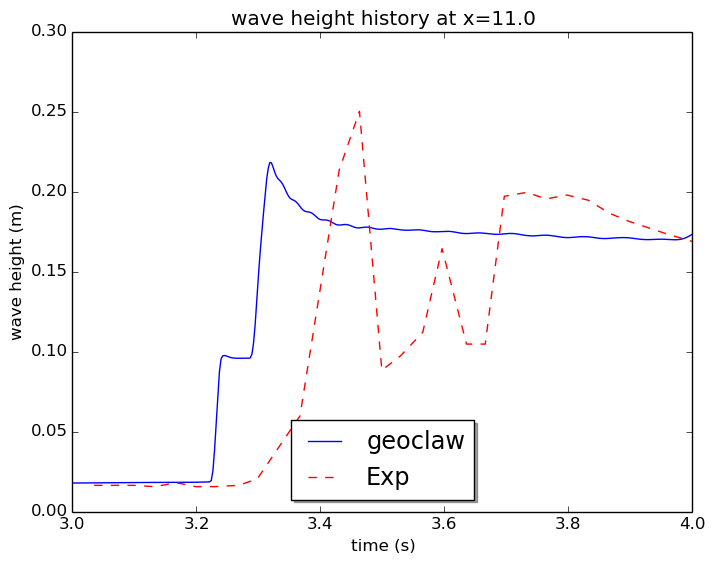 wave height history at x=11.0
0.30
0.25
0.20
0.15
0.10
0.05
0.00
wave height (m)
geoclaw
Exp
3.0 3.2 3.4 3.6 3.8 4.0
time (s)